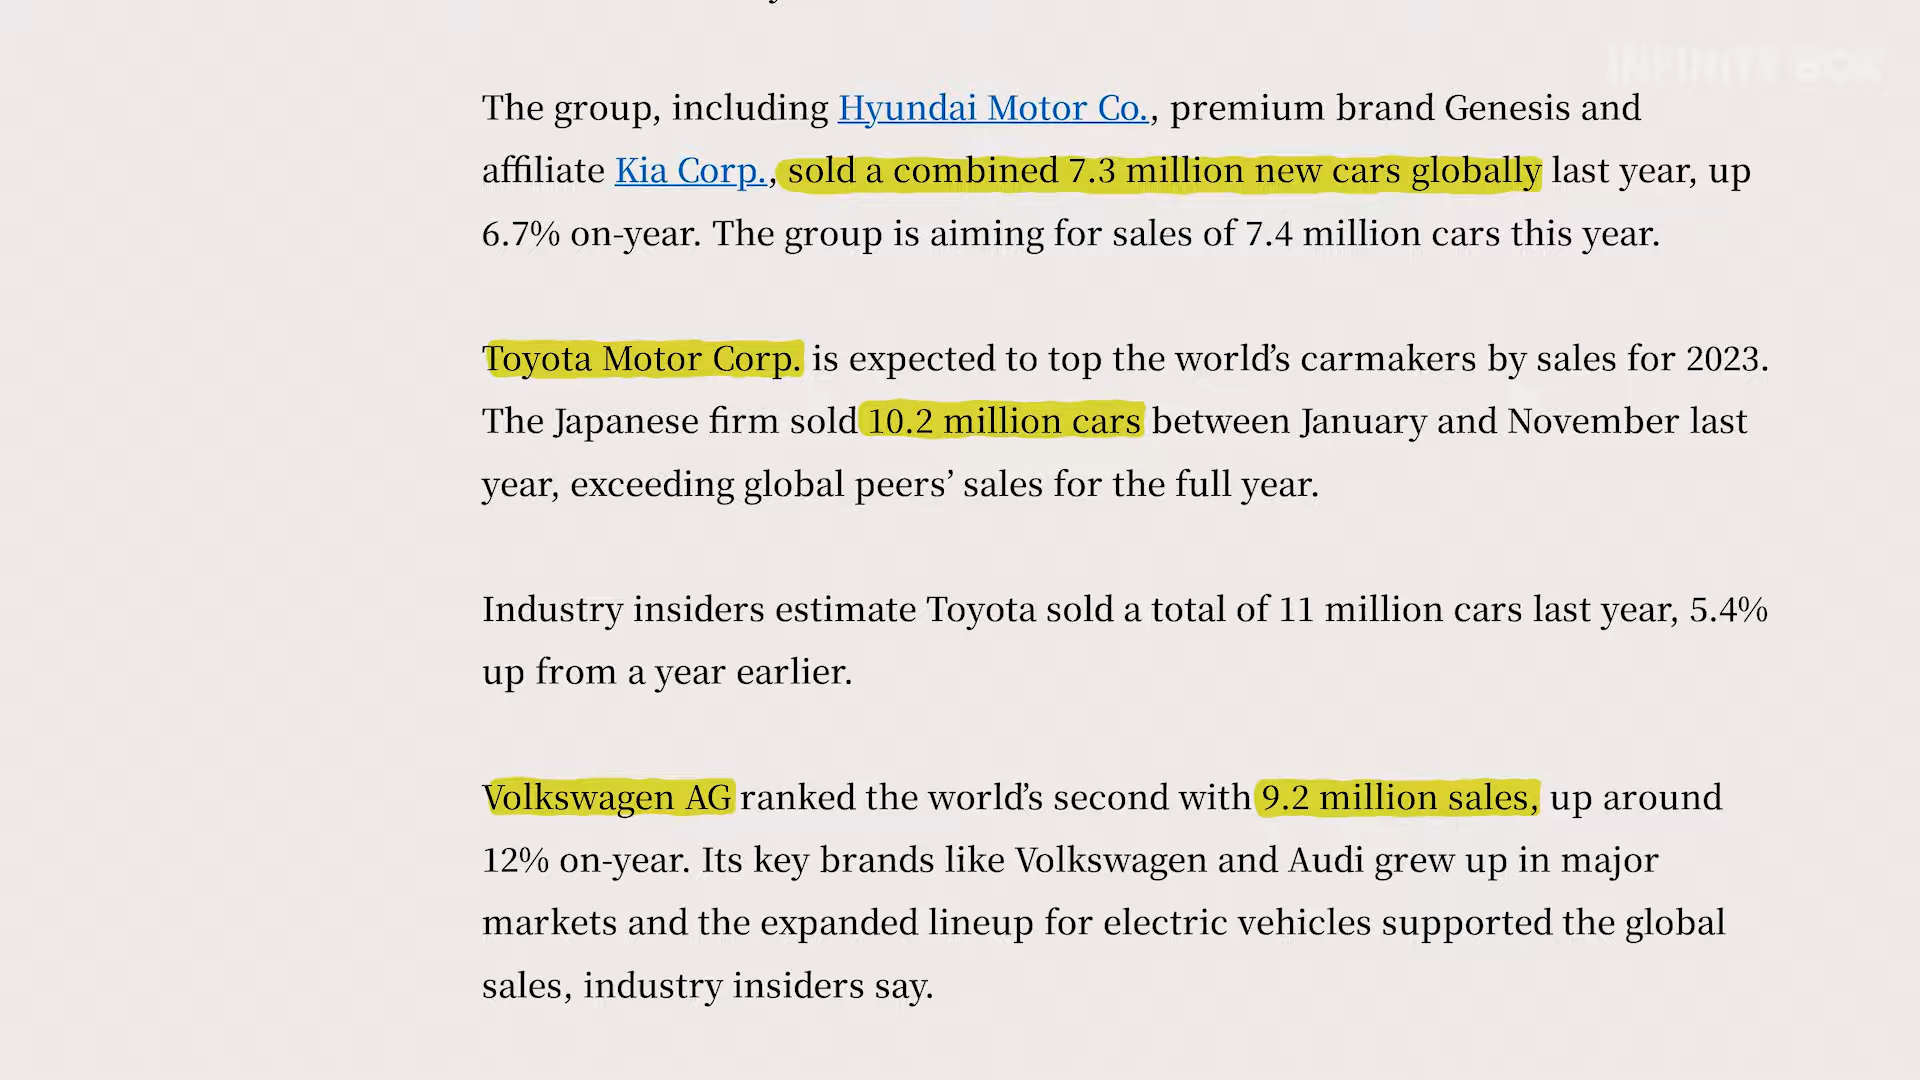 INFINITE BOX
The group, including Hyundai Motor Co., premium brand Genesis and
affiliate Kia Corp., sold a combined 7.3 million new cars globally last year, up
6.7% on-year. The group is aiming for sales of 7.4 million cars this year.
Toyota Motor Corp. is expected to top the world’s carmakers by sales for 2023.
The Japanese firm sold 10.2 million cars between January and November last
year, exceeding global peers’ sales for the full year.
Industry insiders estimate Toyota sold a total of 11 million cars last year, 5.4%
up from a year earlier.
Volkswagen AG ranked the world’s second with 9.2 million sales, up around
12% on-year. Its key brands like Volkswagen and Audi grew up in major
markets and the expanded lineup for electric vehicles supported the global
sales, industry insiders say.